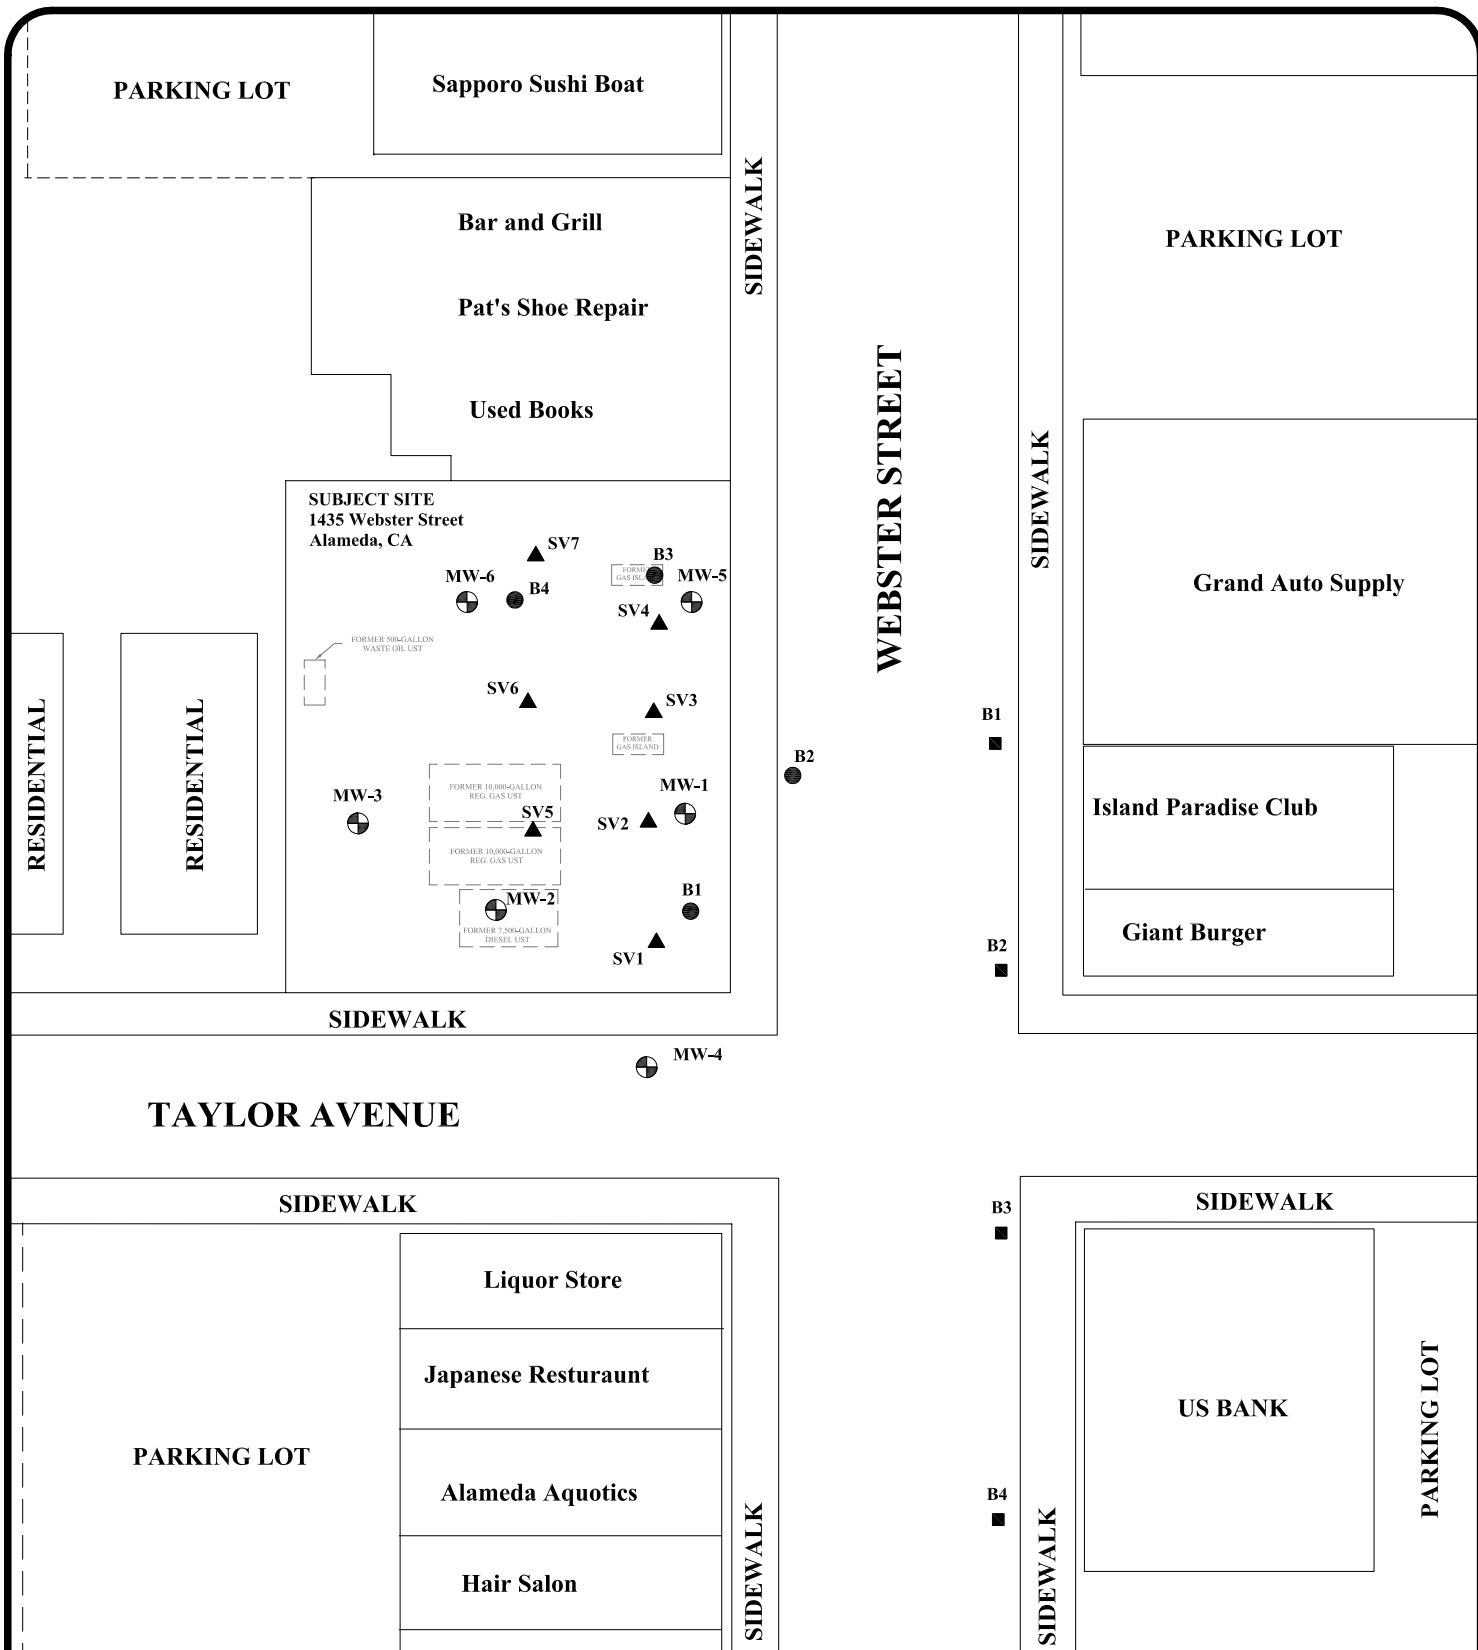 PARKING LOT
Sapporo Sushi Boat
SIDEWALK
Bar and Grill
Pat's Shoe Repair
Used Books
PARKING LOT
WEBSTER STREET
SIDEWALK
Grand Auto Supply
SUBJECT SITE
1435 Webster Street
Alameda, CA
SV7
B3
FORMER
GAS ISLAND
MW-6
B4
MW-5
SV4
FORMER 500-GALLON
WASTE OIL UST
SV6
SV3
FORMER
GAS ISLAND
RESIDENTIAL
RESIDENTIAL
B1
B2
MW-3
FORMER 10,000-GALLON
REG. GAS UST
MW-1
SV5
SV2
Island Paradise Club
FORMER 10,000-GALLON
REG. GAS UST
MW-2
B1
FORMER 7,500-GALLON
DIESEL UST
SV1
B2
Giant Burger
SIDEWALK
MW-4
TAYLOR AVENUE
SIDEWALK
B3
SIDEWALK
Liquor Store
Japanese Resturaunt
PARKING LOT
Alameda Aquotics
Hair Salon
SIDEWALK
B4
SIDEWALK
US BANK
PARKING LOT